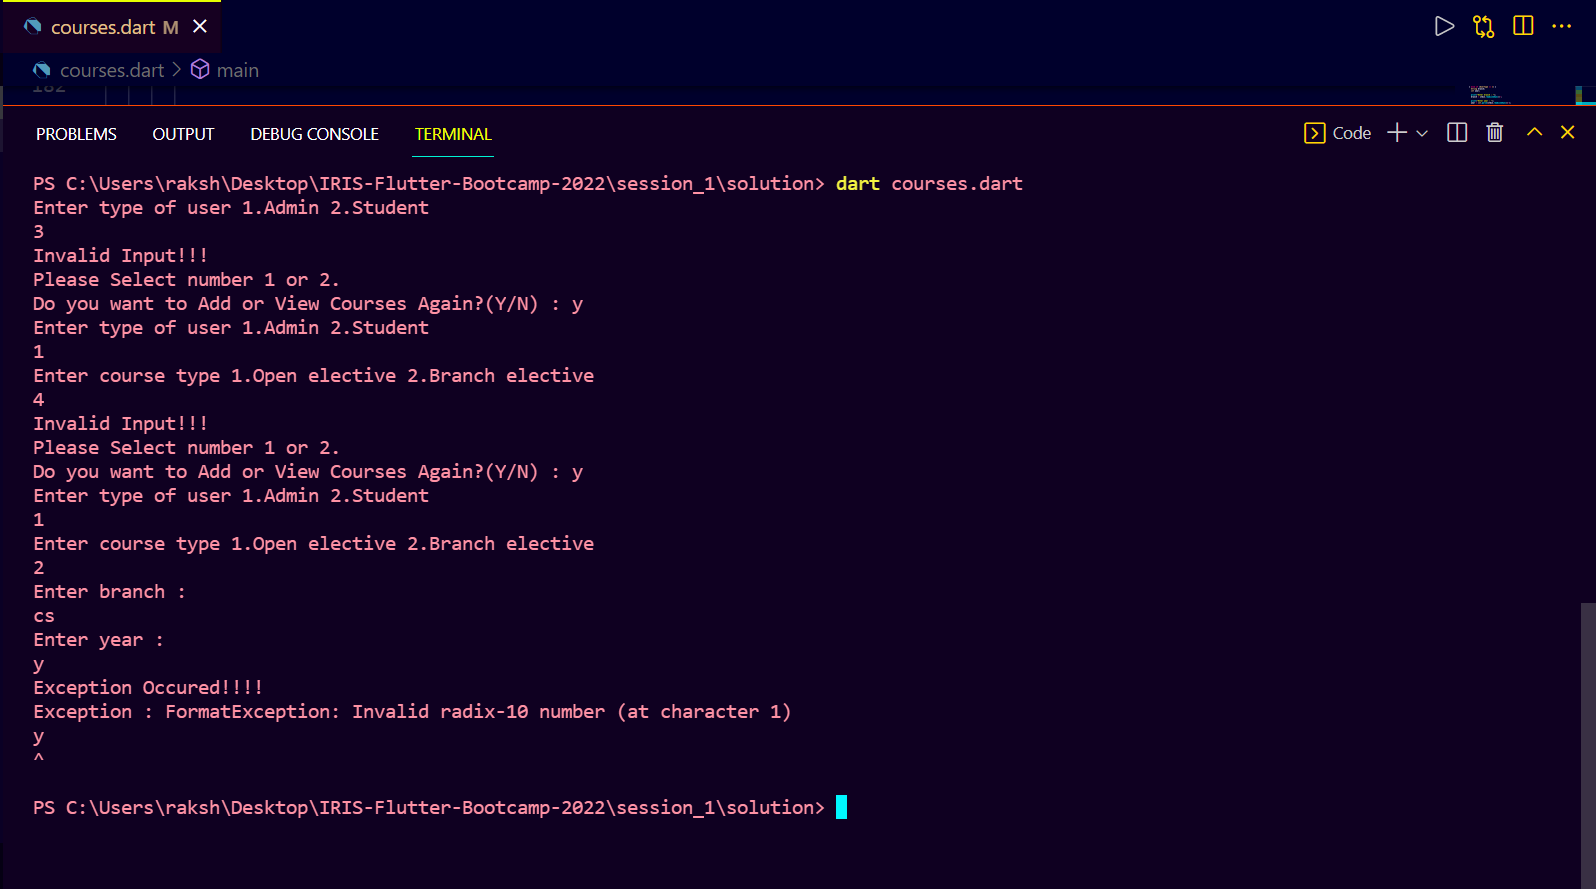 courses.dart M
courses.dart > main
182
PROBLEMS OUTPUT DEBUG CONSOLE TERMINAL Code
PS C:\Users\raksh\Desktop\IRIS-Flutter-Bootcamp-2022\session_1\solution> dart courses.dart
Enter type of user 1.Admin 2.Student
3
Invalid Input!!!
Please Select number 1 or 2.
Do you want to Add or View Courses Again?(Y/N) : y
Enter type of user 1.Admin 2.Student
1
Enter course type 1.Open elective 2.Branch elective
4
Invalid Input!!!
Please Select number 1 or 2.
Do you want to Add or View Courses Again?(Y/N) : y
Enter type of user 1.Admin 2.Student
1
Enter course type 1.Open elective 2.Branch elective
2
Enter branch :
cs
Enter year :
y
Exception Occured!!!!
Exception : FormatException: Invalid radix-10 number (at character 1)
y
^
PS C:\Users\raksh\Desktop\IRIS-Flutter-Bootcamp-2022\session_1\solution>